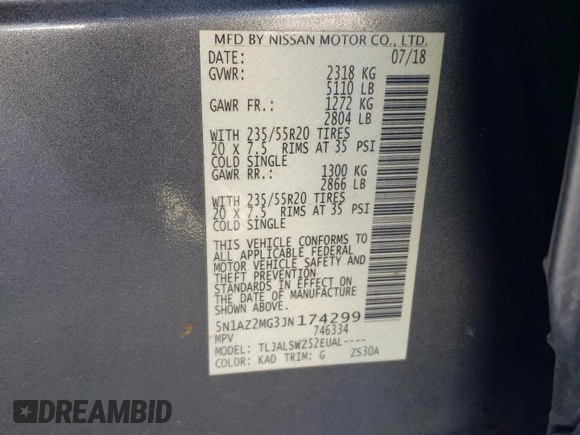 MFD BY NISSAN MOTOR CO., LTD.
DATE: 07/18
GVWR: 2318 KG
5110 LB
GAWR FR.: 1272 KG
2804 LB
WITH 235/55R20 TIRES
20 X 7.5 RIMS AT 35 PSI
COLD SINGLE
GAWR RR.: 1300 KG
2866 LB
WITH 235/55R20 TIRES
20 X 7.5 RIMS AT 35 PSI
COLD SINGLE
THIS VEHICLE CONFORMS TO
ALL APPLICABLE FEDERAL
MOTOR VEHICLE SAFETY AND
THEFT PREVENTION
STANDARDS IN EFFECT ON
THE DATE OF MANUFACTURE
SHOWN ABOVE.
5N1AZ2MG3JN174299
MPV 746334
MODEL: TLJALSWZ52EUAL----
COLOR: KAD TRIM: G ZS30A
DREAMBID